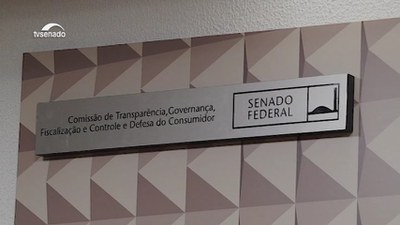 tvsenado
Comissão de Transparência, Governança,
Fiscalização e Controle e Defesa do Consumidor
SENADO
FEDERAL